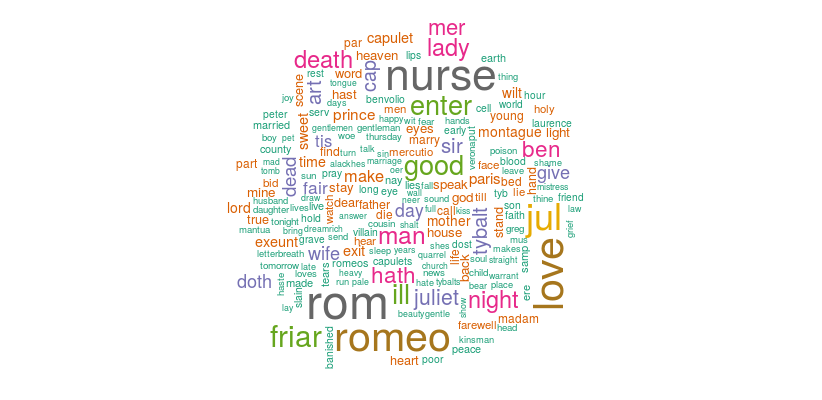 mer
par capulet lady
death heaven lips earth
rest word cap nurse thing
joy scene tongue art hast days benvolio enter wilt hour
peter serv prince men cell world young holy
married sweet gentlemen gentleman happy wit fear hands eyes early laurence
boy pet woe thursday marry sir montague light
county tis find turn talk sin mercutio veronaput poison ben
part mad time alackhes marriage oer good face blood shame
tomb dead sun pray make nay lies fall speak paris leave bed hand give
bid fair stay long eye wall god till tyb lie mistress
mine husband draw dear father neer sound call kiss son thine friend
lord daughter lives live watch die day full mother stand faith jul law
true tonight hold answer cousin shalt house tybalt greg grief
mantua bring dreamrich villain man shes mus
exeunt grave send hear dost makes
letterbreath wife exit sleep years quarrel life soul straight samp love
tomorrow late romeos capulets church back
doth loves tears heavy hath news child warrant
haste made run pale hate tybalts bear place ere
slain rom ill juliet night
lay beauty gentle show madam
friar romeo farewell head
banished kinsman
peace
heart poor